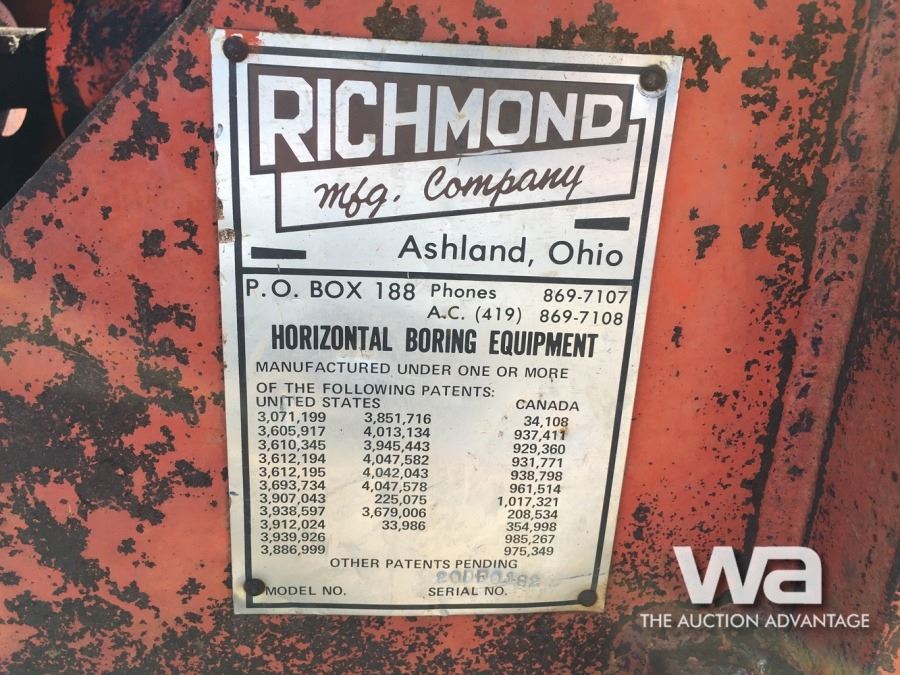 RICHMOND
Mfg. Company
Ashland, Ohio
P.O. BOX 188 Phones 869-7107
A.C. (419) 869-7108
HORIZONTAL BORING EQUIPMENT
MANUFACTURED UNDER ONE OR MORE
OF THE FOLLOWING PATENTS:
UNITED STATES CANADA
3,071,199 3,851,716 34,108
3,605,917 4,013,134 937,411
3,610,345 3,945,443 929,360
3,612,194 4,047,582 931,771
3,612,195 4,042,043 938,798
3,693,734 4,047,578 961,514
3,907,043 225,075 1,017,321
3,938,597 3,679,006 208,534
3,912,024 33,986 354,998
3,939,926 985,267
3,886,999 975,349
OTHER PATENTS PENDING
MODEL NO. SERIAL NO.
wa
THE AUCTION ADVANTAGE